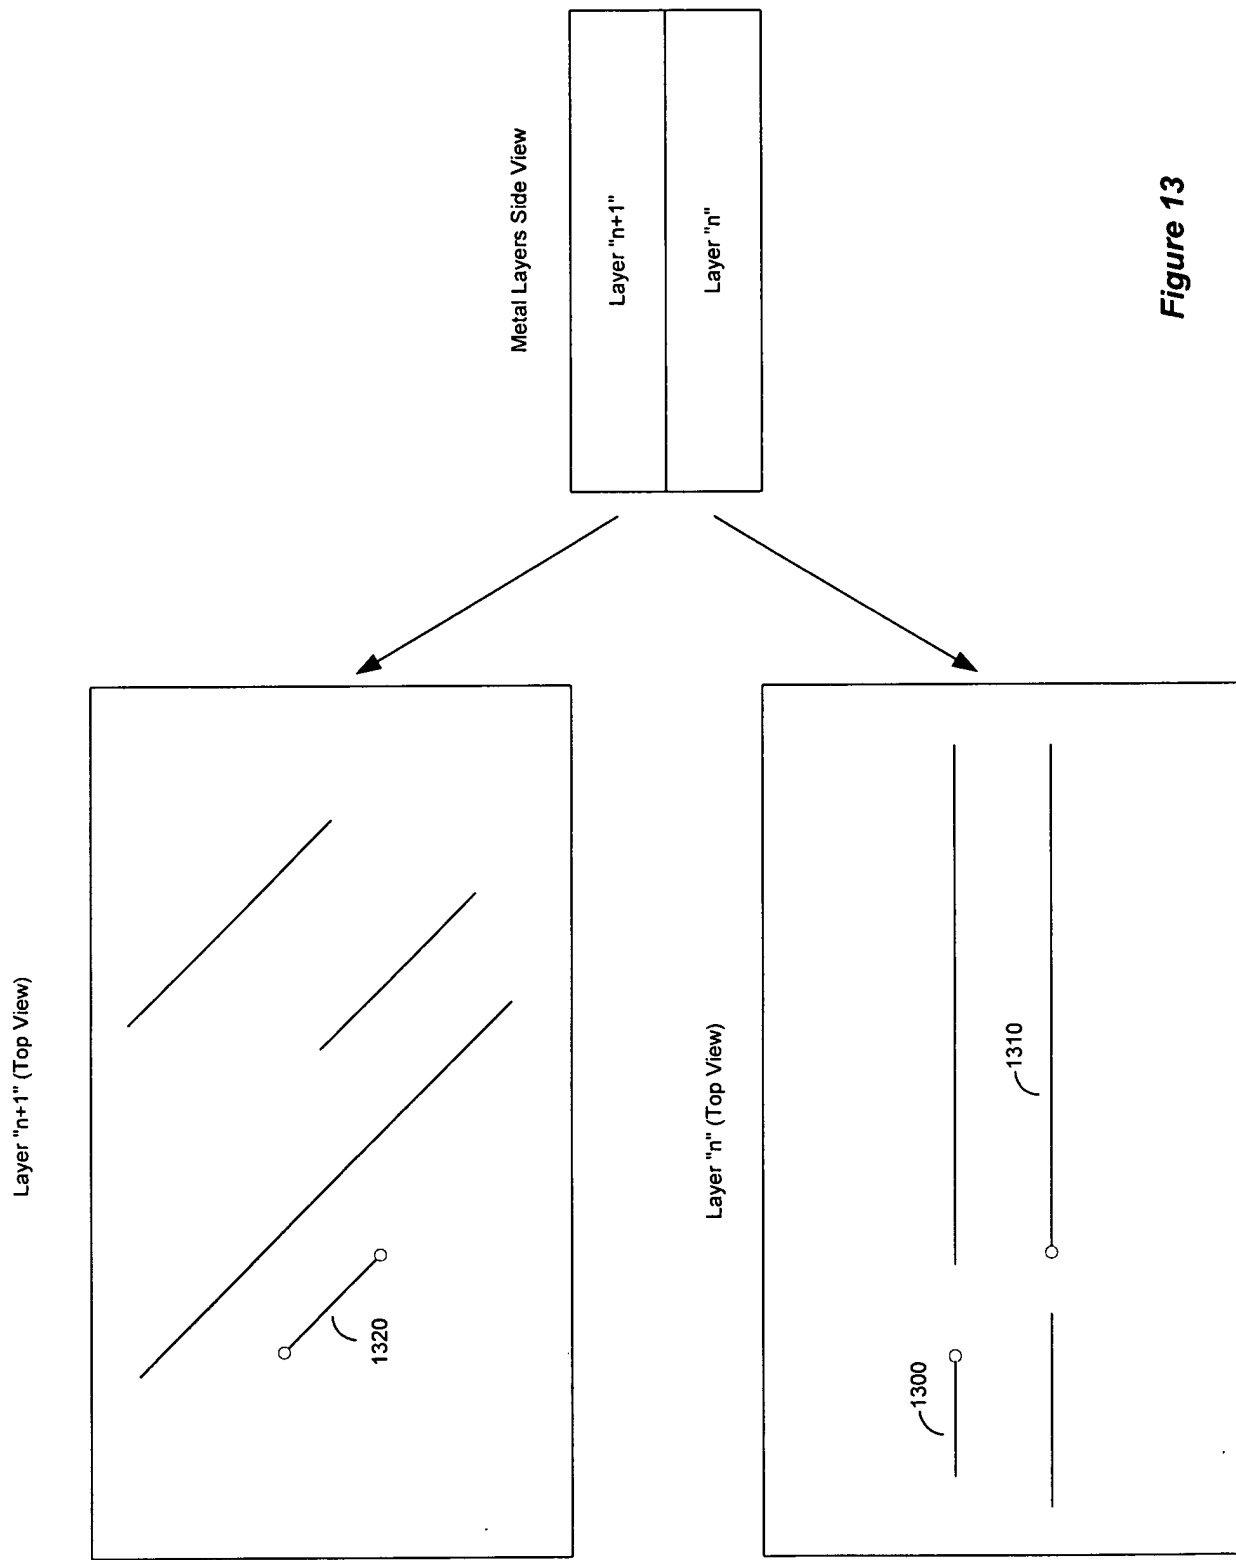 Layer "n+1" (Top View)
1320
Layer "n" (Top View)
1300
1310
Metal Layers Side View
Layer "n+1"
Layer "n"
Figure 13